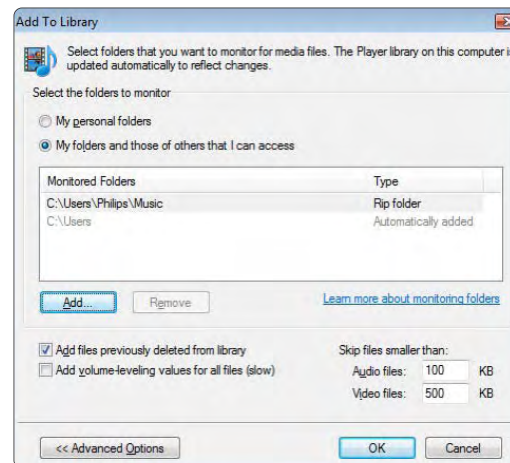 Add To Library
Select folders that you want to monitor for media files. The Player library on this computer
updated automatically to reflect changes.
Select the folders to monitor
My personal folders
My folders and those of others that I can access
Monitored Folders Type
C:\Users\Philips\Music Rip folder
C:\Users Automatically added
Add... Remove Learn more about monitoring folders
Add files previously deleted from library Skip files smaller than:
Add volume-leveling values for all files (slow) Audio files: 100 KB
Video files: 500 KB
<< Advanced Options OK Cancel